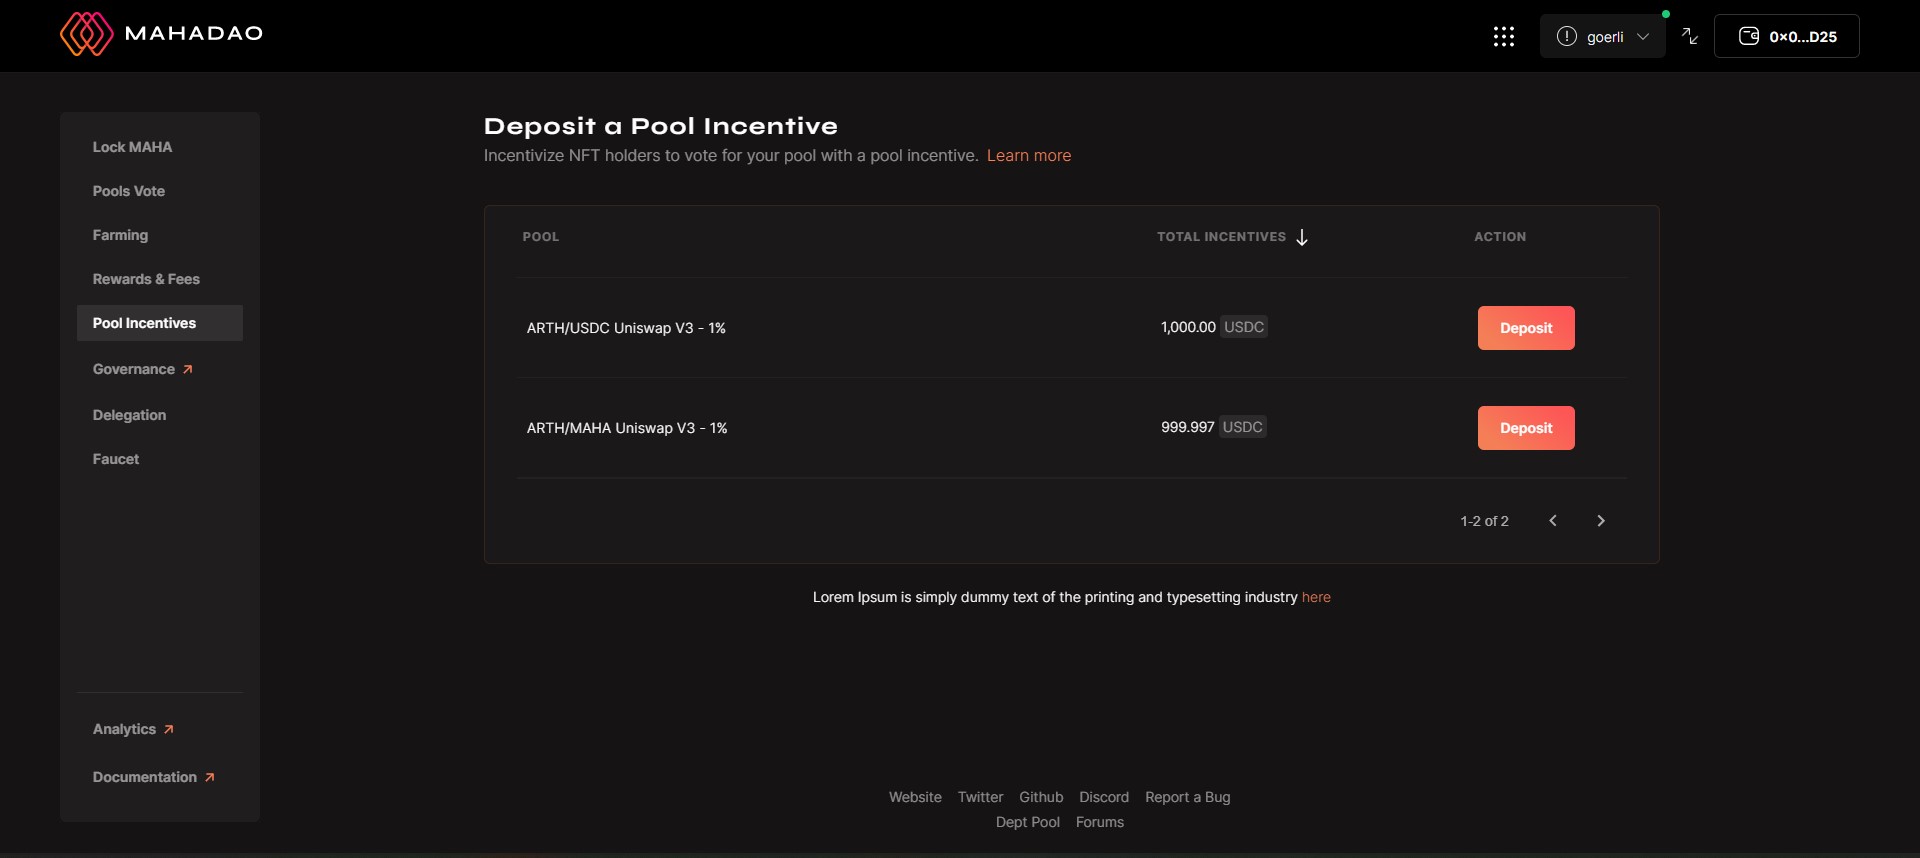 MAHADAO
goerli
0×0...D25
Lock MAHA
Pools Vote
Farming
Rewards & Fees
Pool Incentives
Governance
Delegation
Faucet
Analytics
Documentation
Deposit a Pool Incentive
Incentivize NFT holders to vote for your pool with a pool incentive. Learn more
POOL TOTAL INCENTIVES ACTION
ARTH/USDC Uniswap V3 - 1% 1,000.00 USDC Deposit
ARTH/MAHA Uniswap V3 - 1% 999.997 USDC Deposit
1-2 of 2
Lorem Ipsum is simply dummy text of the printing and typesetting industry here
Website Twitter Github Discord Report a Bug
Dept Pool Forums